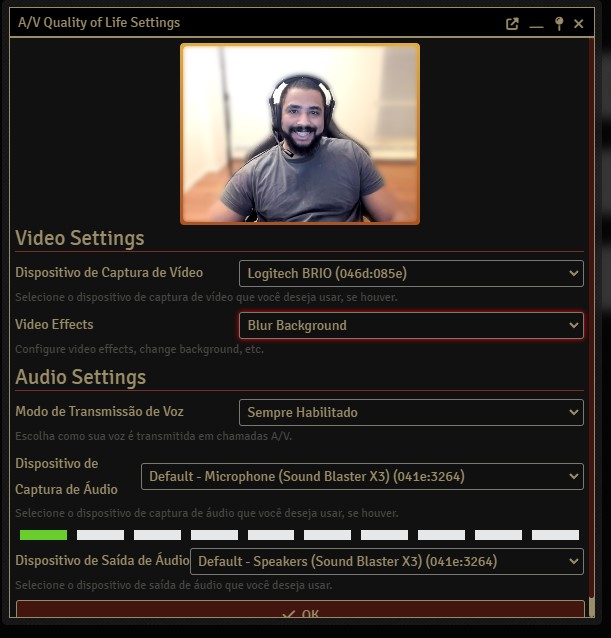 A/V Quality of Life Settings
Video Settings
Dispositivo de Captura de Vídeo
Logitech BRIO (046d:085e)
Selecione o dispositivo de captura de vídeo que você deseja usar, se houver.
Video Effects
Blur Background
Configure video effects, change background, etc.
Audio Settings
Modo de Transmissão de Voz
Sempre Habilitado
Escolha como sua voz é transmitida em chamadas A/V.
Dispositivo de
Captura de Áudio
Default - Microphone (Sound Blaster X3) (041e:3264)
Selecione o dispositivo de captura de áudio que você deseja usar, se houver.
Dispositivo de Saída de Áudio
Default - Speakers (Sound Blaster X3) (041e:3264)
Selecione o dispositivo de saída de áudio que você deseja usar.
OK